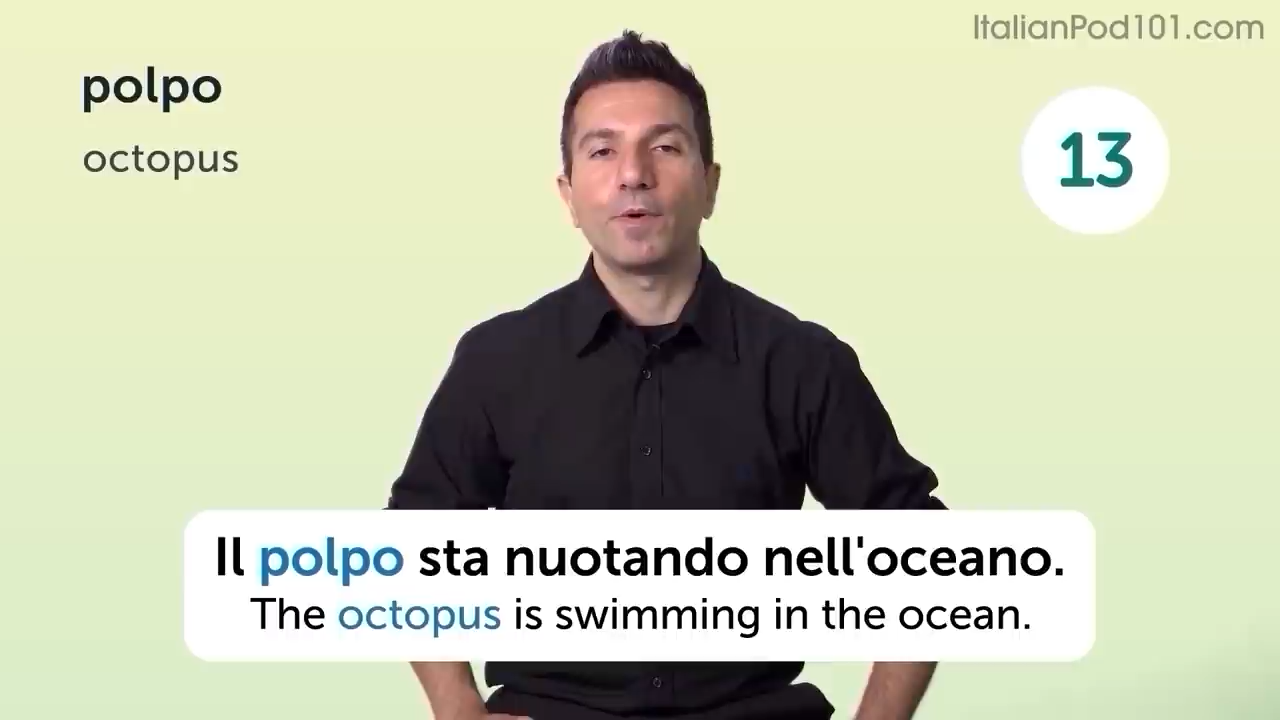 ItalianPod101.com
polpo
octopus
13
Il polpo sta nuotando nell'oceano.
The octopus is swimming in the ocean.